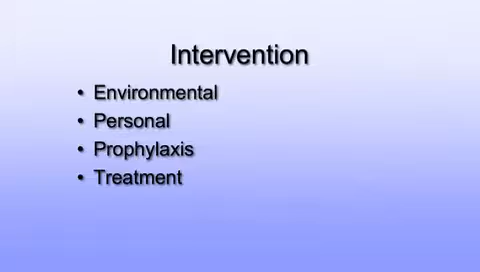 Intervention
• Environmental
• Personal
• Prophylaxis
• Treatment